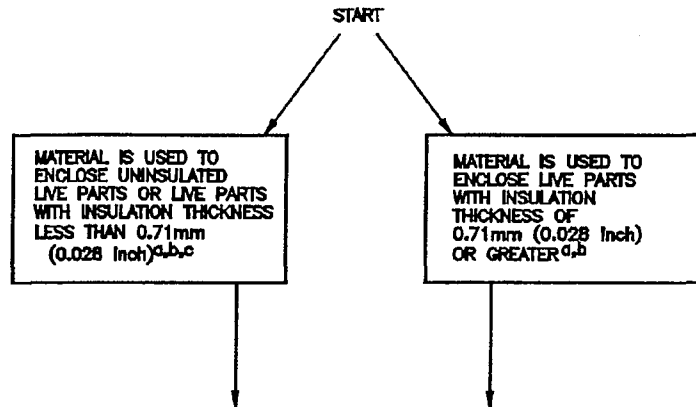 START
MATERIAL IS USED TO
ENCLOSE UNINSULATED
LIVE PARTS OR LIVE PARTS
WITH INSULATION THICKNESS
LESS THAN 0.71mm
(0.028 inch)a,b,c
MATERIAL IS USED TO
ENCLOSE LIVE PARTS
WITH INSULATION
THICKNESS OF
0.71mm (0.028 inch)
OR GREATER a,b